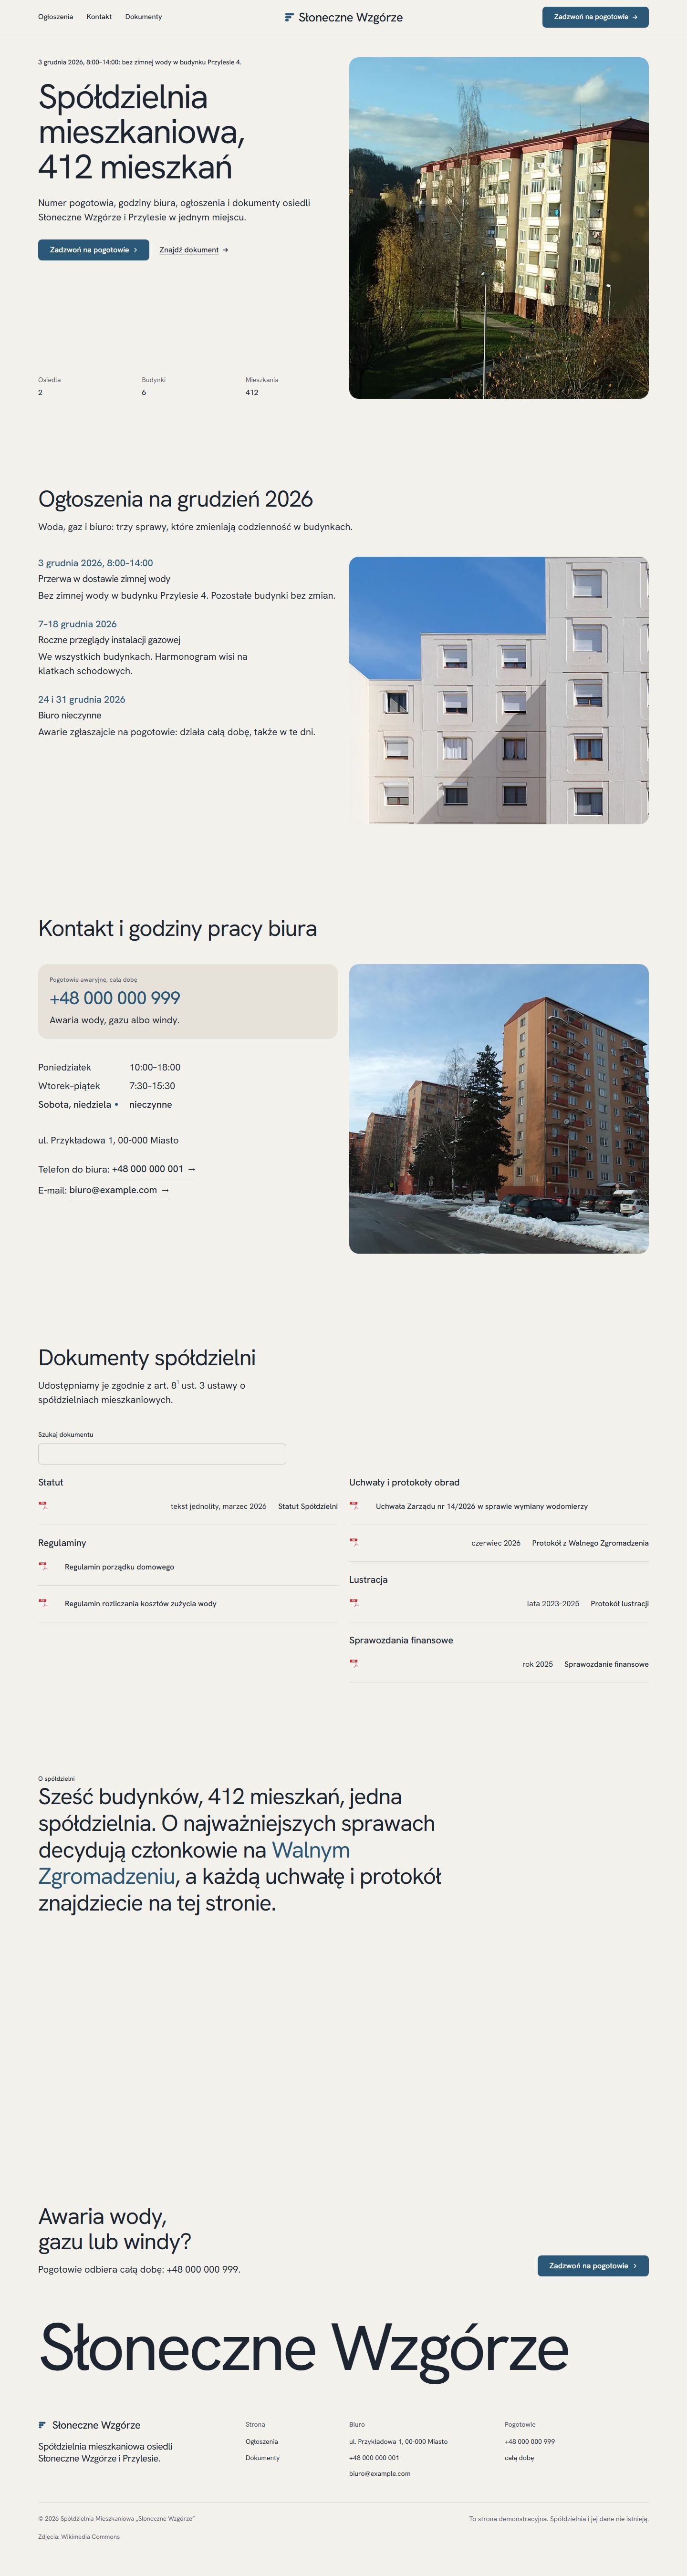 Ogłoszenia Kontakt Dokumenty
Słoneczne Wzgórze
Zadzwoń na pogotowie →
3 grudnia 2026, 8:00–14:00: bez zimnej wody w budynku Przylesie 4.
Spółdzielnia
mieszkaniowa,
412 mieszkań
Numer pogotowia, godziny biura, ogłoszenia i dokumenty osiedli
Słoneczne Wzgórze i Przylesie w jednym miejscu.
Zadzwoń na pogotowie ›
Znajdź dokument →
Osiedla Budynki Mieszkania
2 6 412
Ogłoszenia na grudzień 2026
Woda, gaz i biuro: trzy sprawy, które zmieniają codzienność w budynkach.
3 grudnia 2026, 8:00–14:00
Przerwa w dostawie zimnej wody
Bez zimnej wody w budynku Przylesie 4. Pozostałe budynki bez zmian.
7–18 grudnia 2026
Roczne przeglądy instalacji gazowej
We wszystkich budynkach. Harmonogram wisi na
klatkach schodowych.
24 i 31 grudnia 2026
Biuro nieczynne
Awarie zgłaszajcie na pogotowie: działa całą dobę, także w te dni.
Kontakt i godziny pracy biura
Pogotowie awaryjne, całą dobę
+48 000 000 999
Awaria wody, gazu albo windy.
Poniedziałek 10:00–18:00
Wtorek–piątek 7:30–15:30
Sobota, niedziela • nieczynne
ul. Przykładowa 1, 00-000 Miasto
Telefon do biura: +48 000 000 001 →
E-mail: biuro@example.com →
Dokumenty spółdzielni
Udostępniamy je zgodnie z art. 8¹ ust. 3 ustawy o
spółdzielniach mieszkaniowych.
Szukaj dokumentu
Statut
tekst jednolity, marzec 2026 Statut Spółdzielni
Regulaminy
Regulamin porządku domowego
Regulamin rozliczania kosztów zużycia wody
Uchwały i protokoły obrad
Uchwała Zarządu nr 14/2026 w sprawie wymiany wodomierzy
czerwiec 2026 Protokół z Walnego Zgromadzenia
Lustracja
lata 2023–2025 Protokół lustracji
Sprawozdania finansowe
rok 2025 Sprawozdanie finansowe
O spółdzielni
Sześć budynków, 412 mieszkań, jedna
spółdzielnia. O najważniejszych sprawach
decydują członkowie na Walnym
Zgromadzeniu, a każdą uchwałę i protokół
znajdziecie na tej stronie.
Awaria wody,
gazu lub windy?
Pogotowie odbiera całą dobę: +48 000 000 999.
Zadzwoń na pogotowie ›
Słoneczne Wzgórze
Słoneczne Wzgórze
Spółdzielnia mieszkaniowa osiedli
Słoneczne Wzgórze i Przylesie.
Strona
Ogłoszenia
Dokumenty
Biuro
ul. Przykładowa 1, 00-000 Miasto
+48 000 000 001
biuro@example.com
Pogotowie
+48 000 000 999
całą dobę
© 2026 Spółdzielnia Mieszkaniowa „Słoneczne Wzgórze”
To strona demonstracyjna. Spółdzielnia i jej dane nie istnieją.
Zdjęcia: Wikimedia Commons